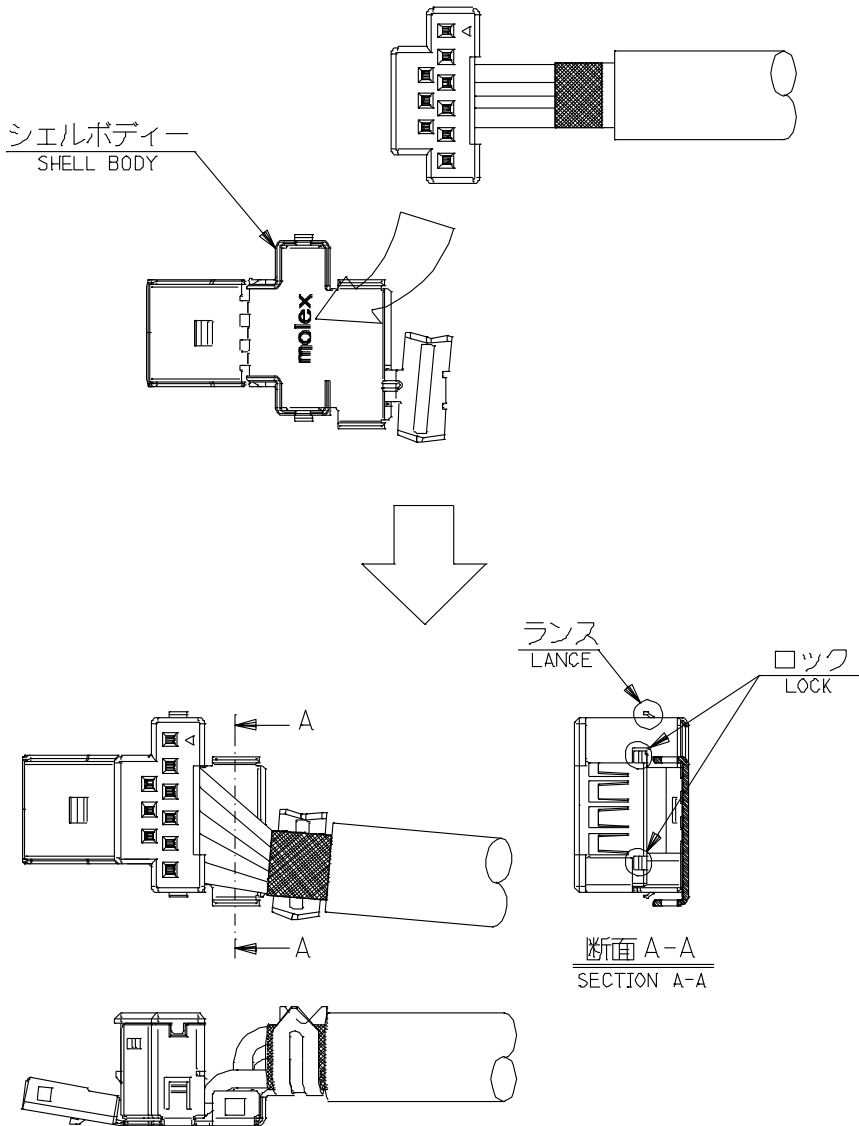 シェルボディー
SHELL BODY
molex
ランス
LANCE
ロック
LOCK
A
A
断面 A-A
SECTION A-A